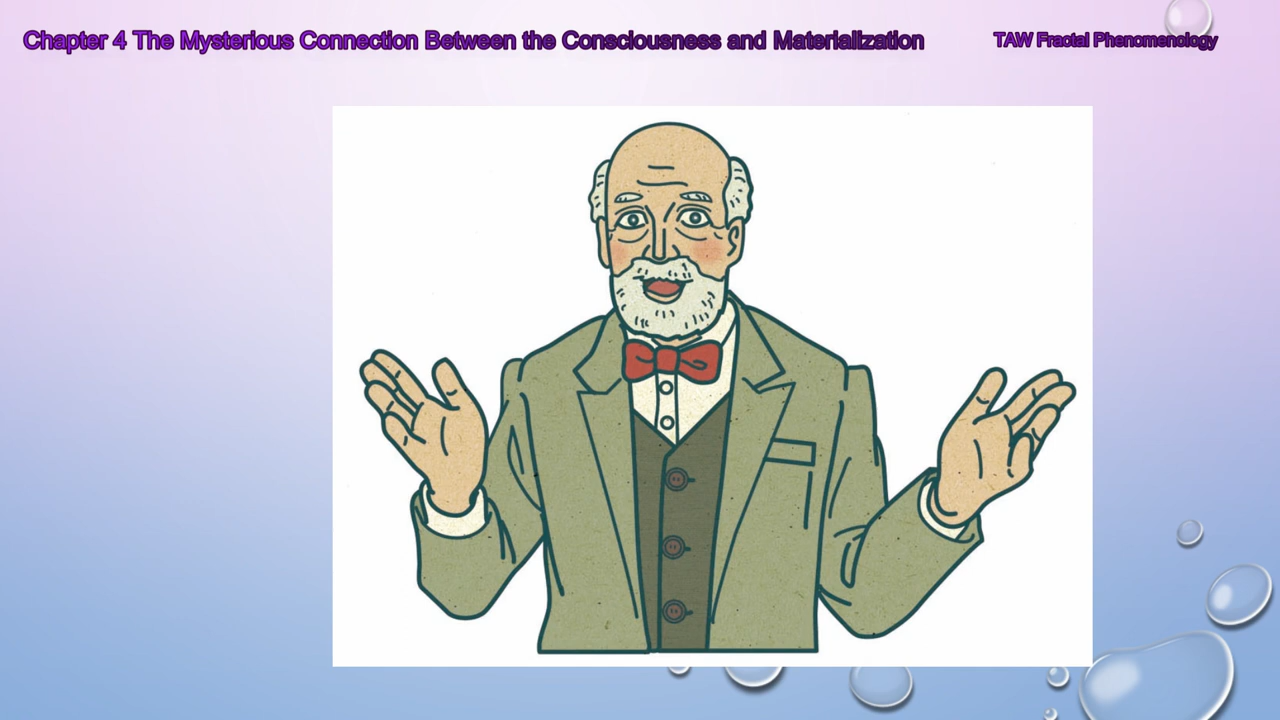 Chapter 4 The Mysterious Connection Between the Consciousness and Materialization
TAW Fractal Phenomenology